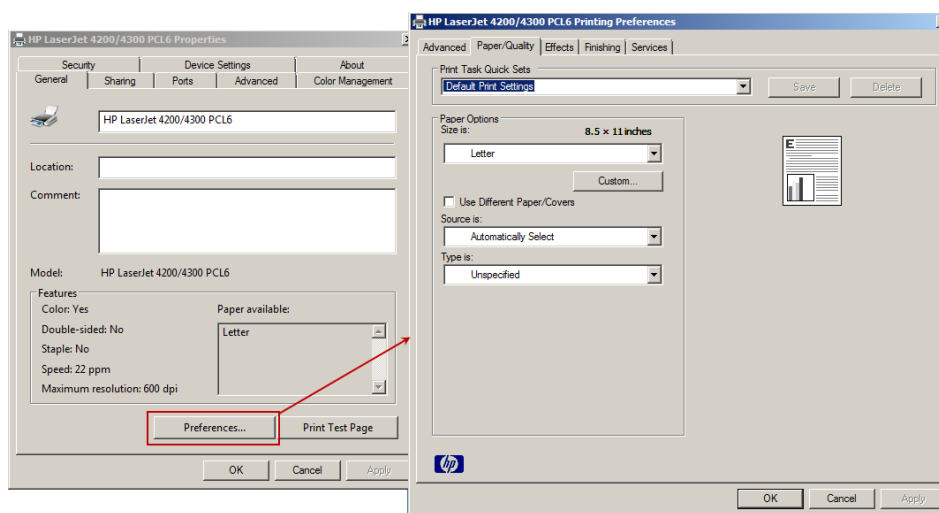 HP LaserJet 4200/4300 PCL6 Properties
Security Device Settings About
General Sharing Ports Advanced Color Management
HP LaserJet 4200/4300 PCL6
Location:
Comment:
Model: HP LaserJet 4200/4300 PCL6
Features
Color: Yes Paper available:
Double-sided: No Letter
Staple: No
Speed: 22 ppm
Maximum resolution: 600 dpi
Preferences... Print Test Page
OK Cancel Apply
HP LaserJet 4200/4300 PCL6 Printing Preferences
Advanced Paper/Quality Effects Finishing Services
Print Task Quick Sets
Default Print Settings Save Delete
Paper Options
Size is: 8.5 × 11 inches
Letter
Custom...
Use Different Paper/Covers
Source is:
Automatically Select
Type is:
Unspecified
E
hp
OK Cancel Apply